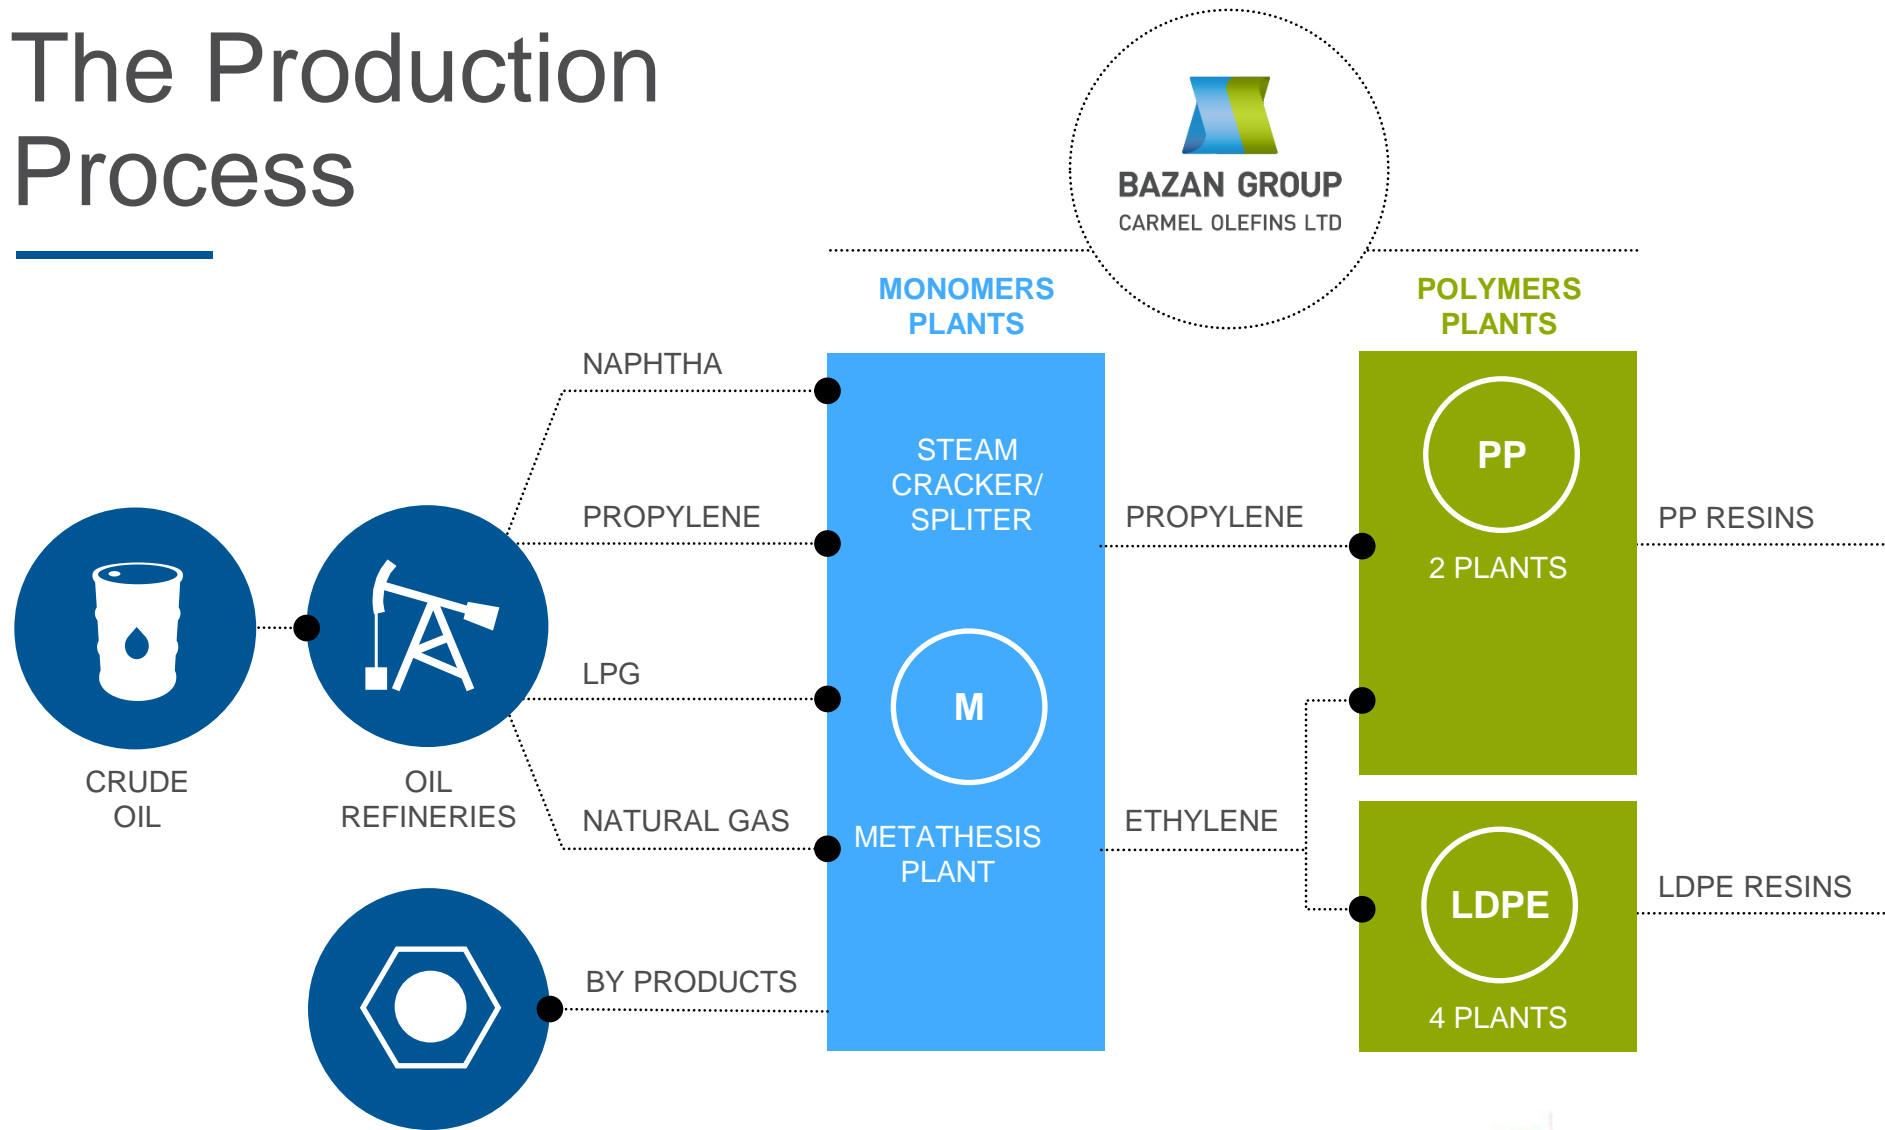 The Production
Process
BAZAN GROUP
CARMEL OLEFINS LTD
MONOMERS
PLANTS
POLYMERS
PLANTS
NAPHTHA
PROPYLENE
LPG
NATURAL GAS
BY PRODUCTS
CRUDE
OIL
OIL
REFINERIES
STEAM
CRACKER/
SPLITER
M
METATHESIS
PLANT
PROPYLENE
ETHYLENE
PP
2 PLANTS
LDPE
4 PLANTS
PP RESINS
LDPE RESINS